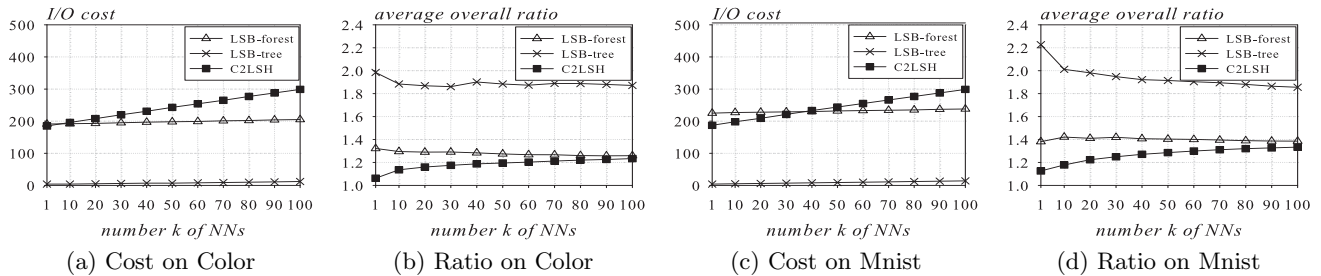 I/O cost
500
400
300
200
100
0
LSB-forest
LSB-tree
C2LSH
1 10 20 30 40 50 60 70 80 90 100
number k of NNs
(a) Cost on Color
average overall ratio
2.4
2.2
2.0
1.8
1.6
1.4
1.2
1.0
LSB-forest
LSB-tree
C2LSH
1 10 20 30 40 50 60 70 80 90 100
number k of NNs
(b) Ratio on Color
I/O cost
500
400
300
200
100
0
LSB-forest
LSB-tree
C2LSH
1 10 20 30 40 50 60 70 80 90 100
number k of NNs
(c) Cost on Mnist
average overall ratio
2.4
2.2
2.0
1.8
1.6
1.4
1.2
1.0
LSB-forest
LSB-tree
C2LSH
1 10 20 30 40 50 60 70 80 90 100
number k of NNs
(d) Ratio on Mnist